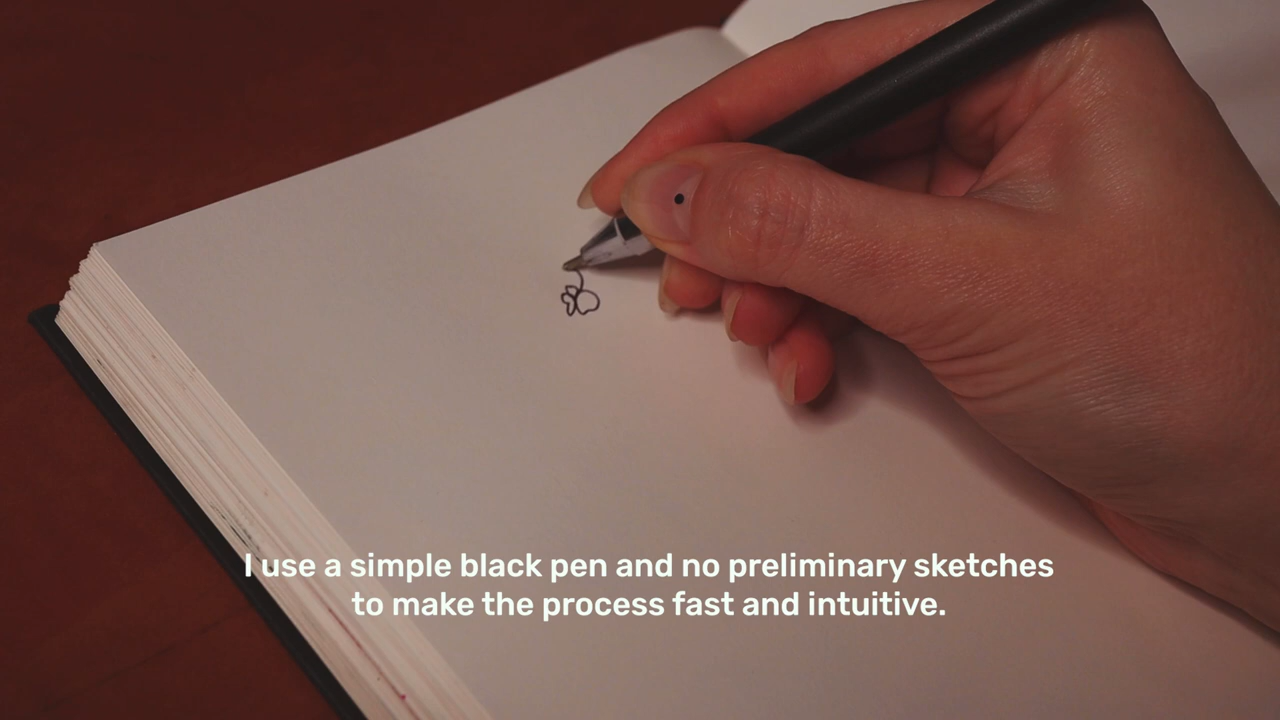 I use a simple black pen and no preliminary sketches
to make the process fast and intuitive.